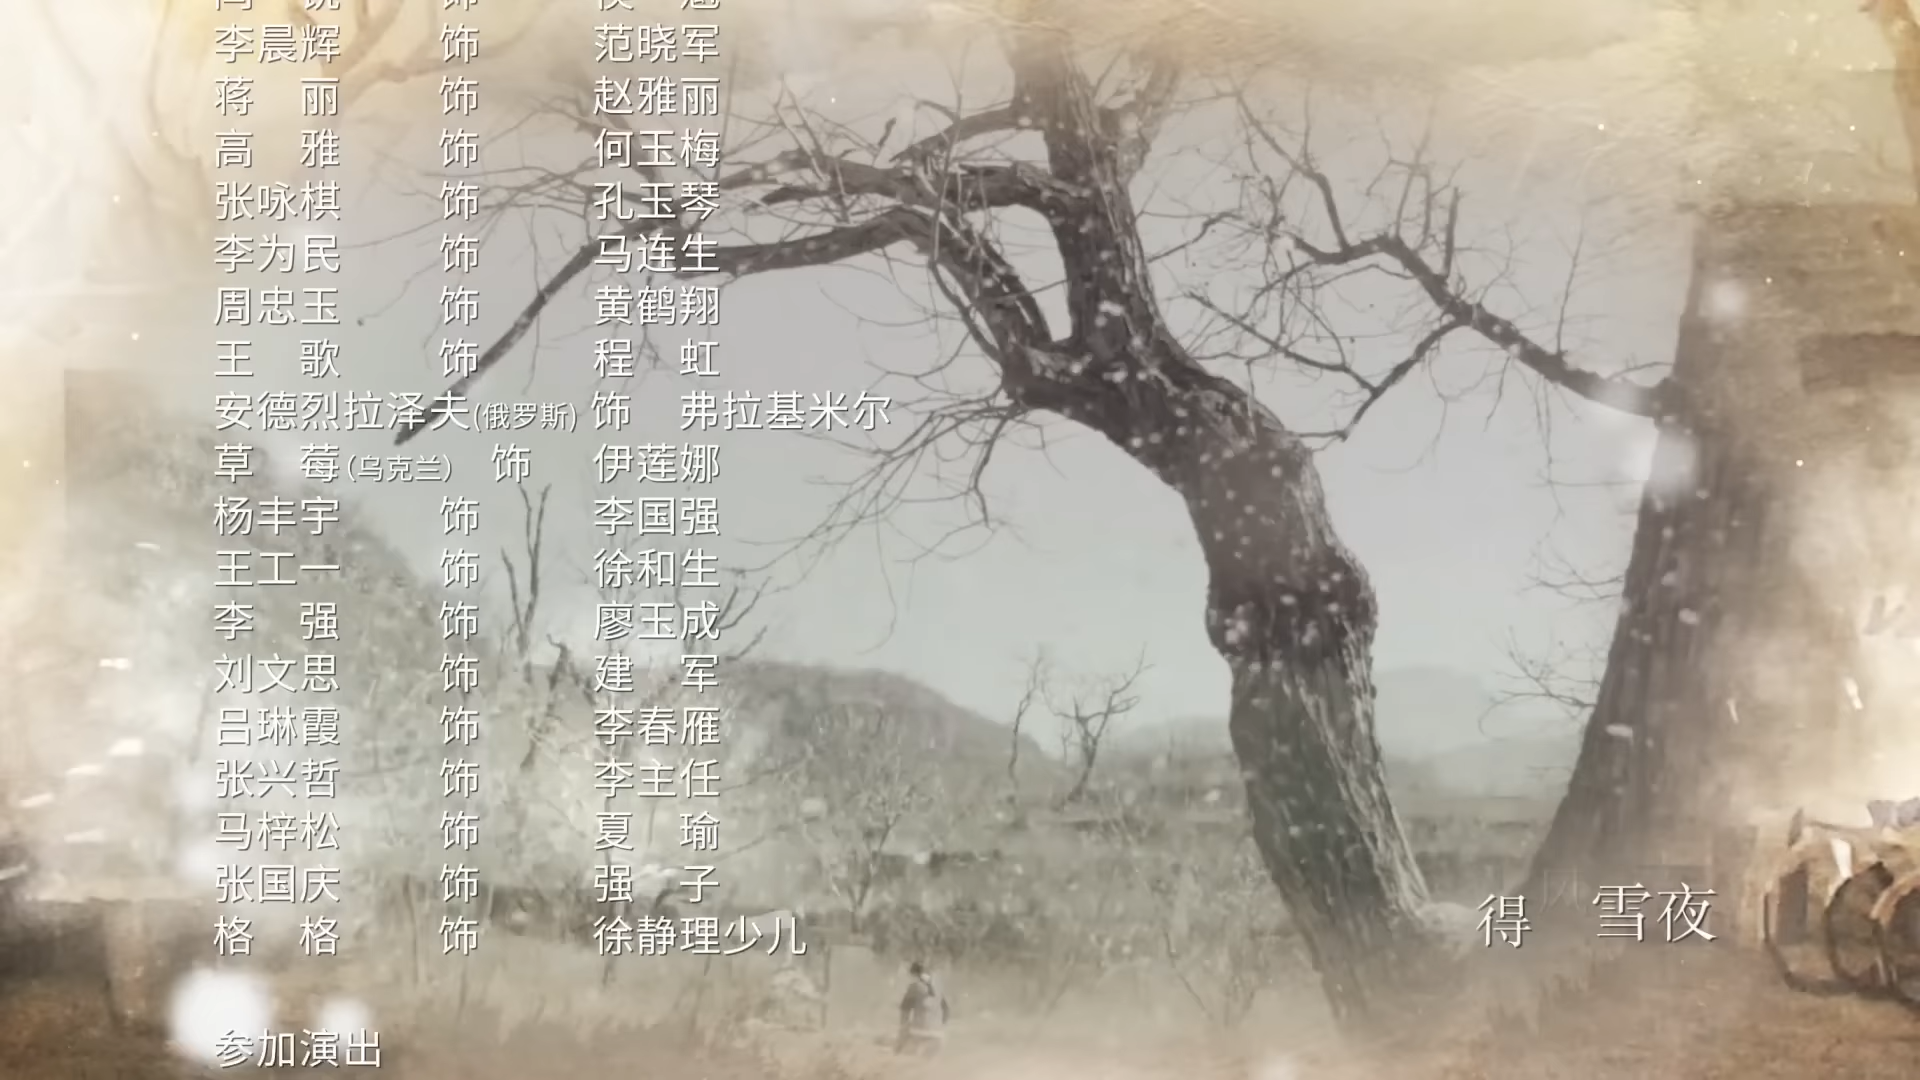 李晨辉 饰 范晓军
蒋 丽 饰 赵雅丽
高 雅 饰 何玉梅
张咏棋 饰 孔玉琴
李为民 饰 马连生
周忠玉 饰 黄鹤翔
王 歌 饰 程 虹
安德烈拉泽夫(俄罗斯) 饰 弗拉基米尔
草 莓(乌克兰) 饰 伊莲娜
杨丰宇 饰 李国强
王工一 饰 徐和生
李 强 饰 廖玉成
刘文思 饰 建 军
吕琳霞 饰 李春雁
张兴哲 饰 李主任
马梓松 饰 夏 瑜
张国庆 饰 强 子
格 格 饰 徐静理少儿
参加演出
得 雪夜